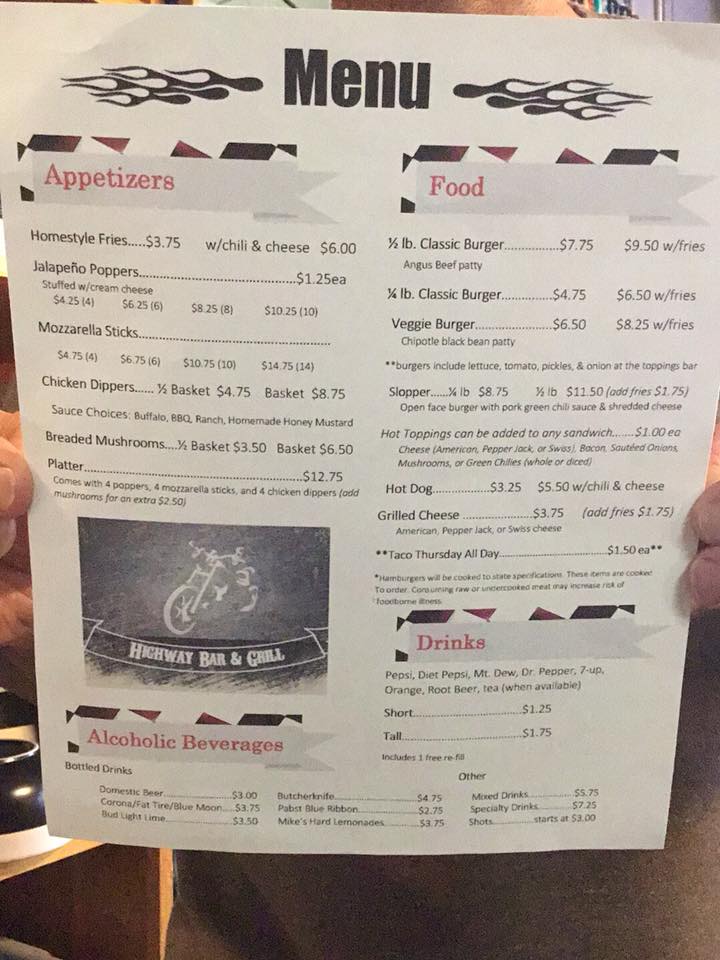 Menu
Appetizers
Homestyle Fries.....$3.75 w/chili & cheese $6.00
Jalapeño Poppers..........................................$1.25ea
Stuffed w/cream cheese
$4.25 (4) $6.25 (6) $8.25 (8) $10.25 (10)
Mozzarella Sticks..................................................
$4.75 (4) $6.75 (6) $10.75 (10) $14.75 (14)
Chicken Dippers...... ½ Basket $4.75 Basket $8.75
Sauce Choices: Buffalo, BBQ, Ranch, Homemade Honey Mustard
Breaded Mushrooms....½ Basket $3.50 Basket $6.50
Platter..........................................................$12.75
Comes with 4 poppers, 4 mozzarella sticks, and 4 chicken dippers (add
mushrooms for an extra $2.50)
HIGHWAY BAR & GRILL
Food
½ lb. Classic Burger................$7.75 $9.50 w/fries
Angus Beef patty
¼ lb. Classic Burger...............$4.75 $6.50 w/fries
Veggie Burger........................$6.50 $8.25 w/fries
Chipotle black bean patty
**burgers include lettuce, tomato, pickles, & onion at the toppings bar
Slopper......¼ lb $8.75 ½ lb $11.50 (add fries $1.75)
Open face burger with pork green chili sauce & shredded cheese
Hot Toppings can be added to any sandwich.......$1.00 ea
Cheese (American, Pepper Jack, or Swiss), Bacon, Sautéed Onions,
Mushrooms, or Green Chilies (whole or diced)
Hot Dog...................$3.25 $5.50 w/chili & cheese
Grilled Cheese .....................$3.75 (add fries $1.75)
American, Pepper Jack, or Swiss cheese
**Taco Thursday All Day...............................$1.50 ea**
*Hamburgers will be cooked to state specifications. These items are cooked
To order. Consuming raw or undercooked meat may increase risk of
foodborne illness.
Drinks
Pepsi, Diet Pepsi, Mt. Dew, Dr. Pepper, 7-up,
Orange, Root Beer, tea (when available)
Short..............................$1.25
Tall..................................$1.75
Includes 1 free re-fill
Alcoholic Beverages
Bottled Drinks
Domestic Beer.......................$3.00
Corona/Fat Tire/Blue Moon....$3.75
Bud Light Lime.......................$3.50
Butcherknife............................$4.75
Pabst Blue Ribbon....................$2.75
Mike's Hard Lemonades...........$3.75
Other
Mixed Drinks..............$5.75
Specialty Drinks...........$7.25
Shots..............starts at $3.00